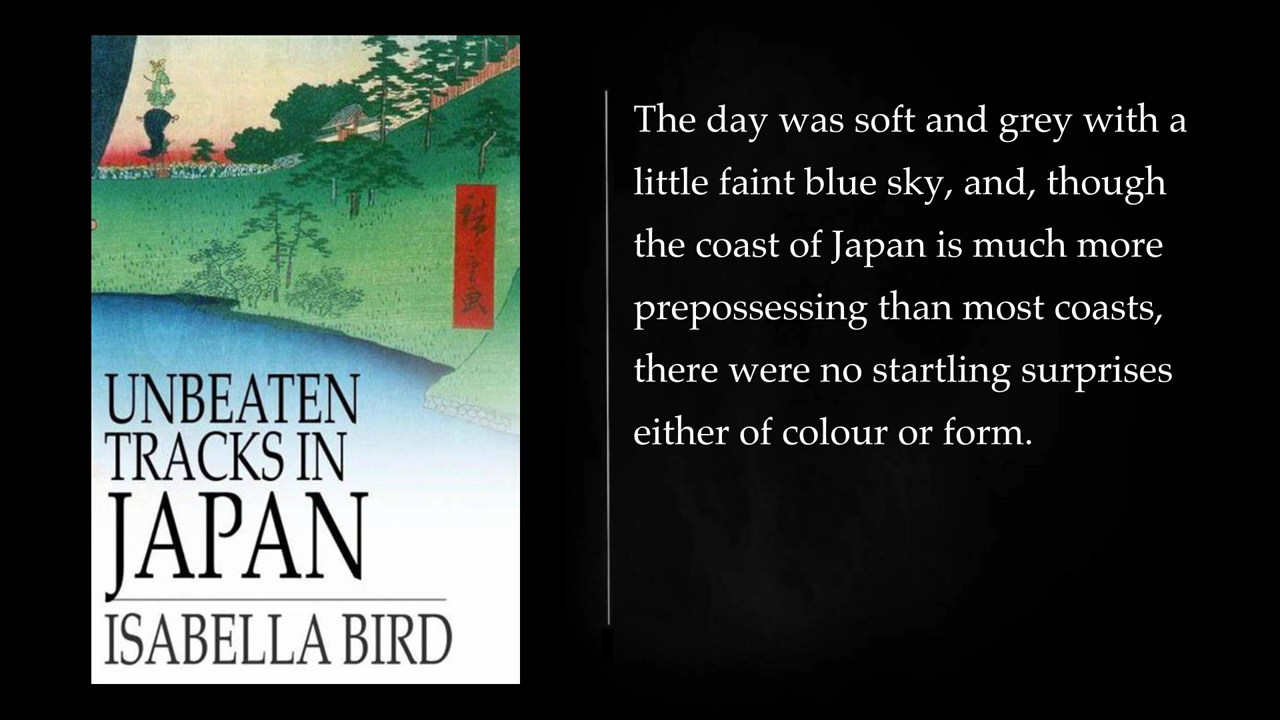 UNBEATEN
TRACKS IN
JAPAN
ISABELLA BIRD
The day was soft and grey with a
little faint blue sky, and, though
the coast of Japan is much more
prepossessing than most coasts,
there were no startling surprises
either of colour or form.